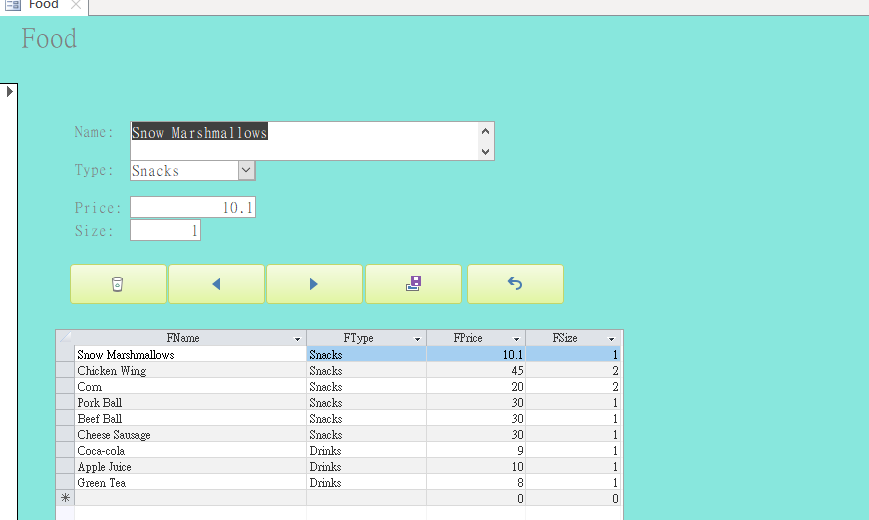 Food
Food
Name: Snow Marshmallows
Type: Snacks
Price: 10.1
Size: 1
FName FType FPrice FSize
Snow Marshmallows Snacks 10.1 1
Chicken Wing Snacks 45 2
Corn Snacks 20 2
Pork Ball Snacks 30 1
Beef Ball Snacks 30 1
Cheese Sausage Snacks 30 1
Coca-cola Drinks 9 1
Apple Juice Drinks 10 1
Green Tea Drinks 8 1
0 0